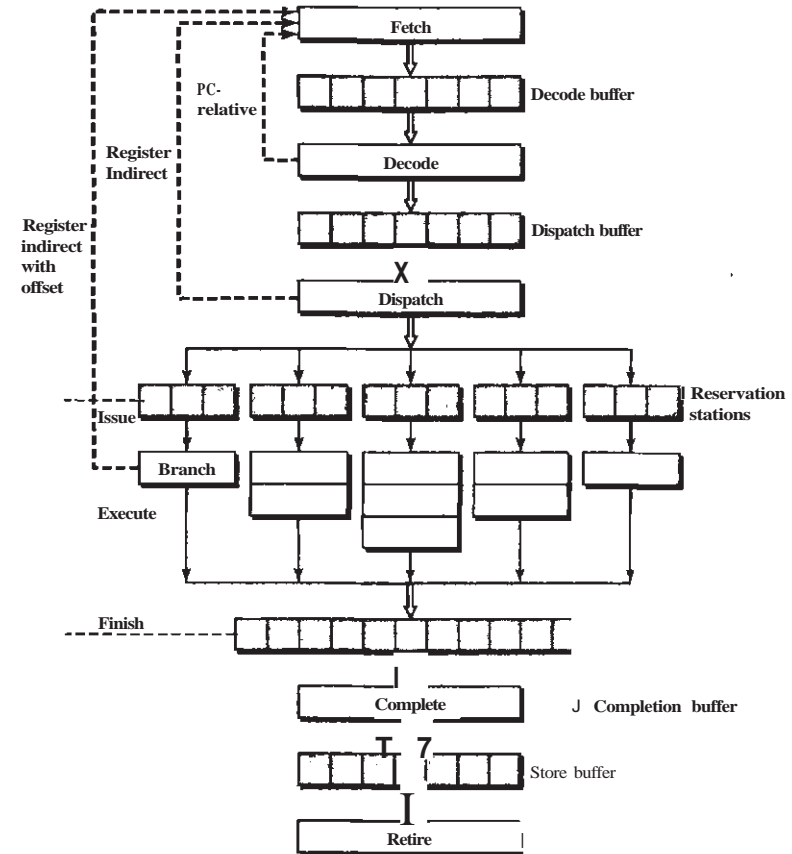 Fetch
PC-
relative
Decode buffer
Register
Indirect
Decode
Register
indirect
with
offset
Dispatch buffer
X
Dispatch
Issue
Reservation
stations
Branch
Execute
Finish
Complete
J Completion buffer
T 7
Store buffer
I
Retire